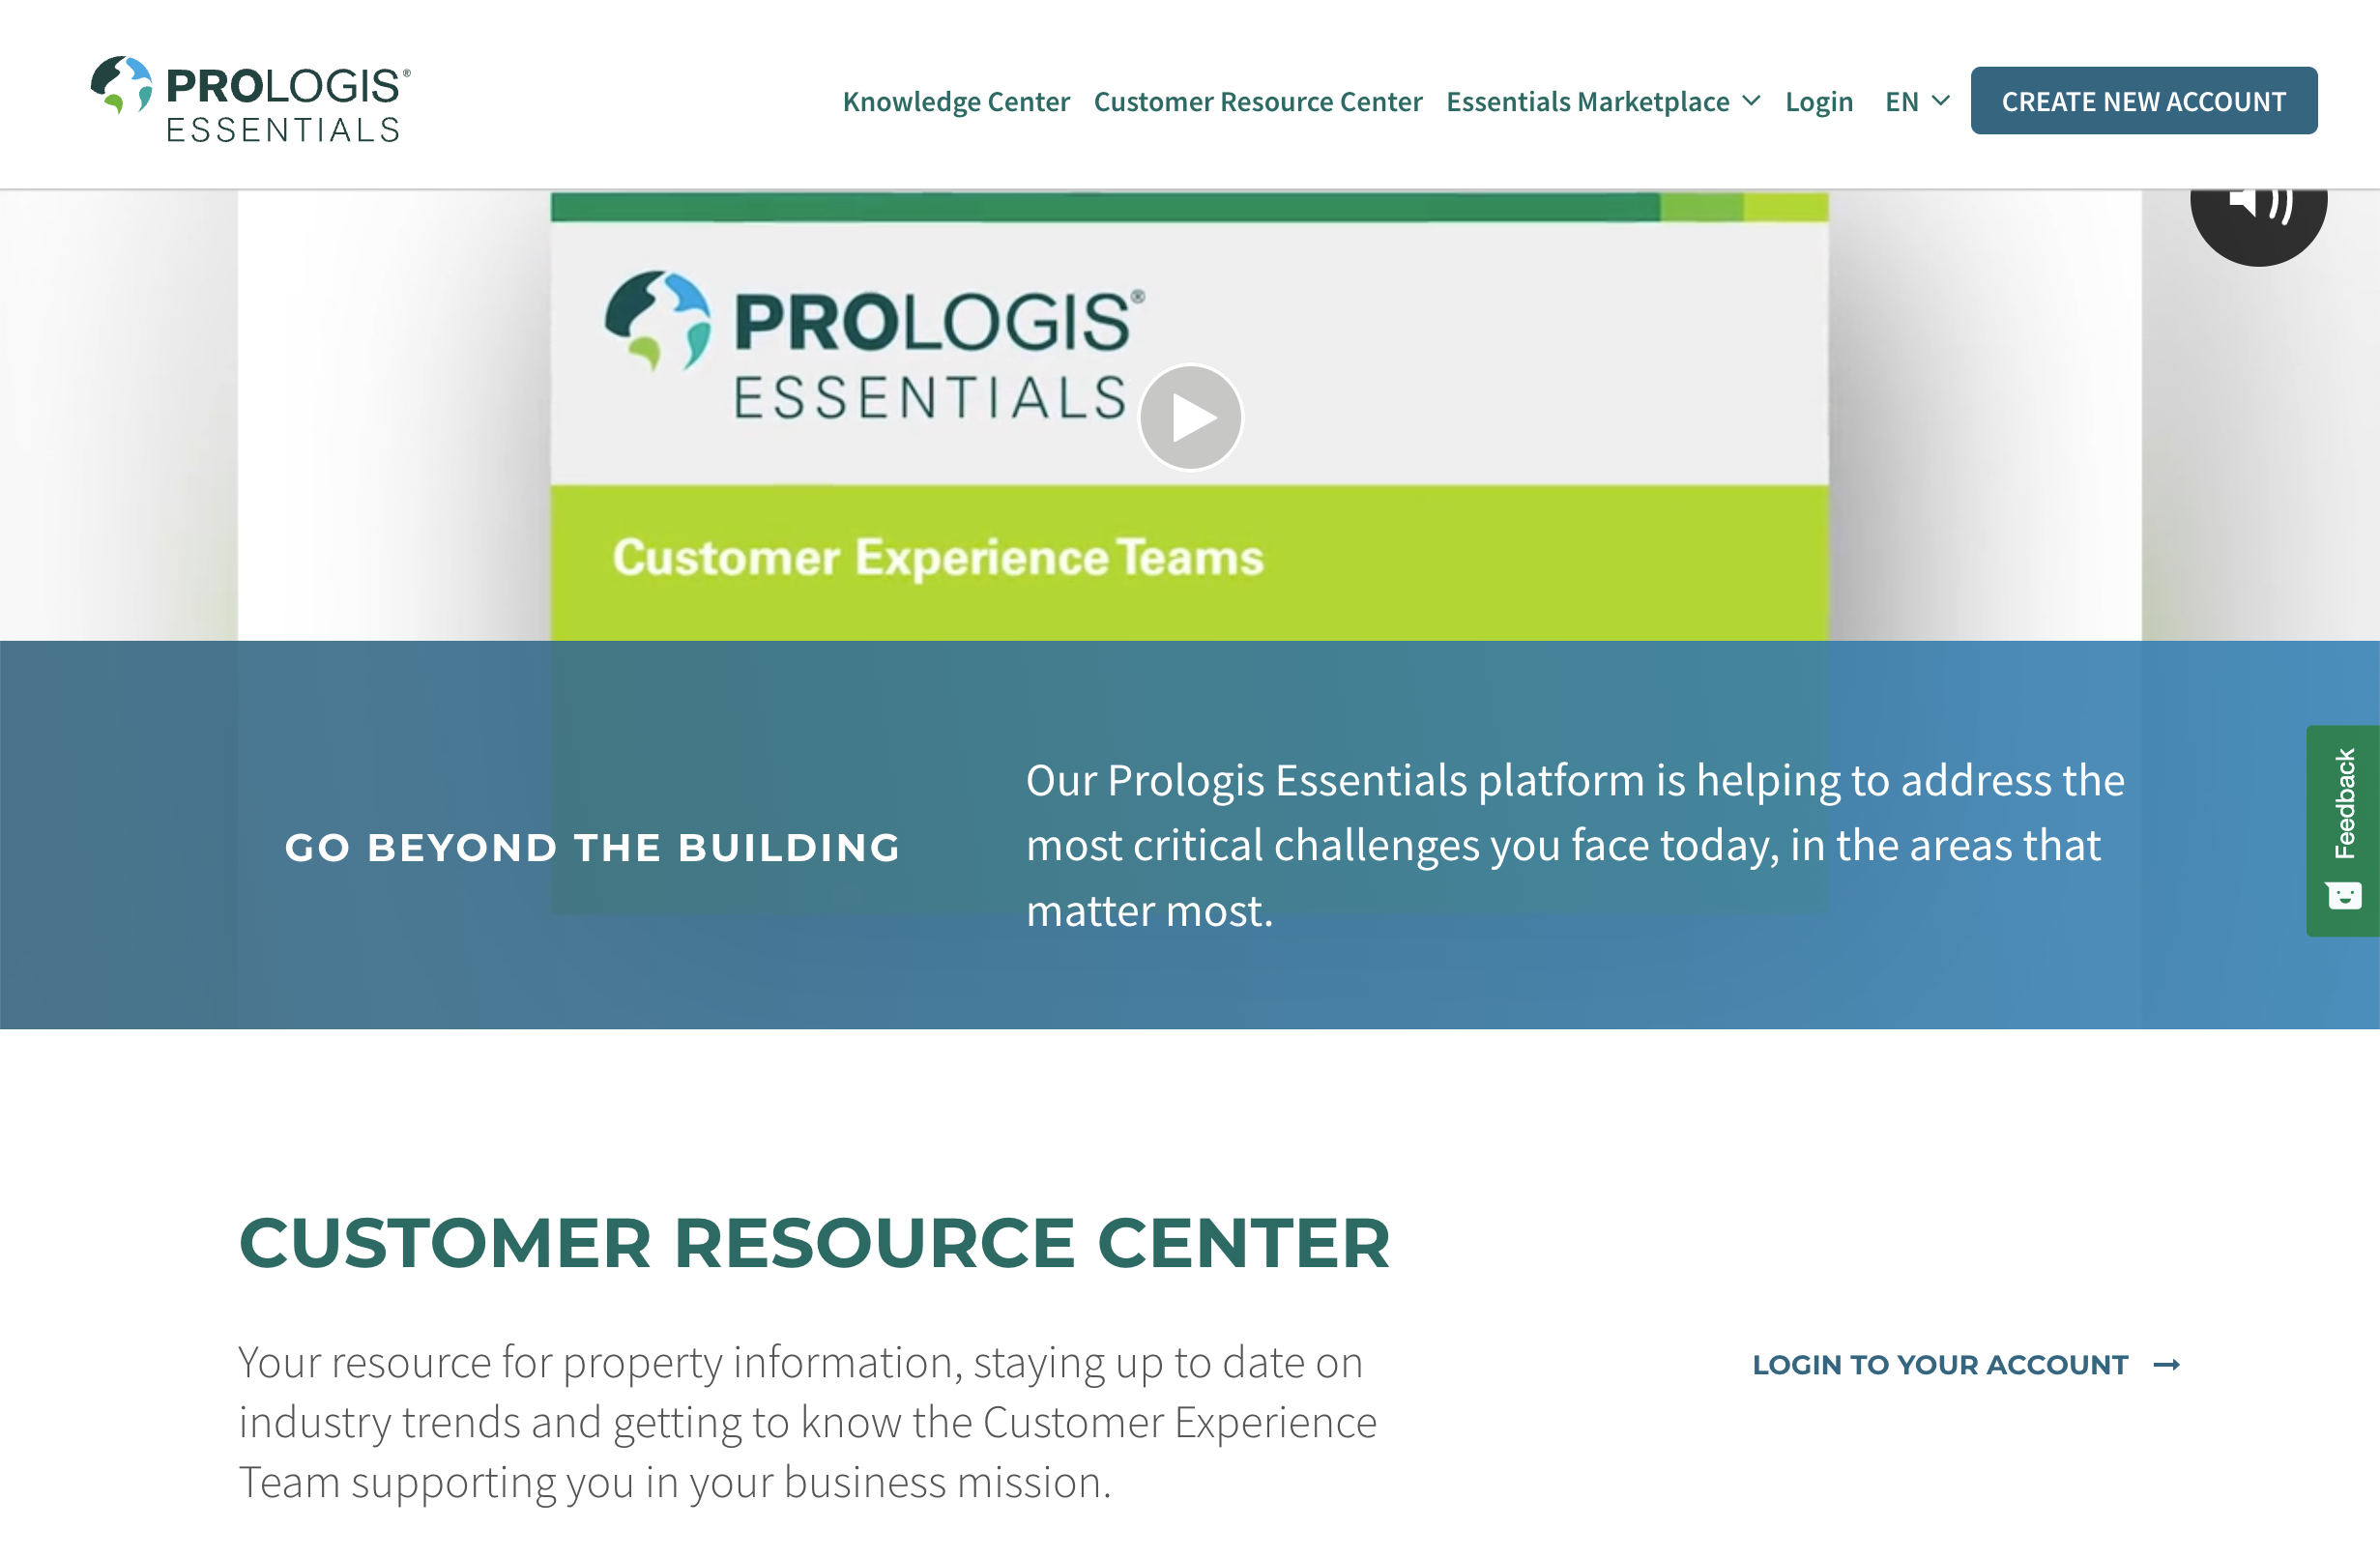 PROLOGIS®
ESSENTIALS
Knowledge Center
Customer Resource Center
Essentials Marketplace
Login
EN
CREATE NEW ACCOUNT
PROLOGIS®
ESSENTIALS
Customer Experience Teams
GO BEYOND THE BUILDING
Our Prologis Essentials platform is helping to address the
most critical challenges you face today, in the areas that
matter most.
Feedback
CUSTOMER RESOURCE CENTER
Your resource for property information, staying up to date on
industry trends and getting to know the Customer Experience
Team supporting you in your business mission.
LOGIN TO YOUR ACCOUNT